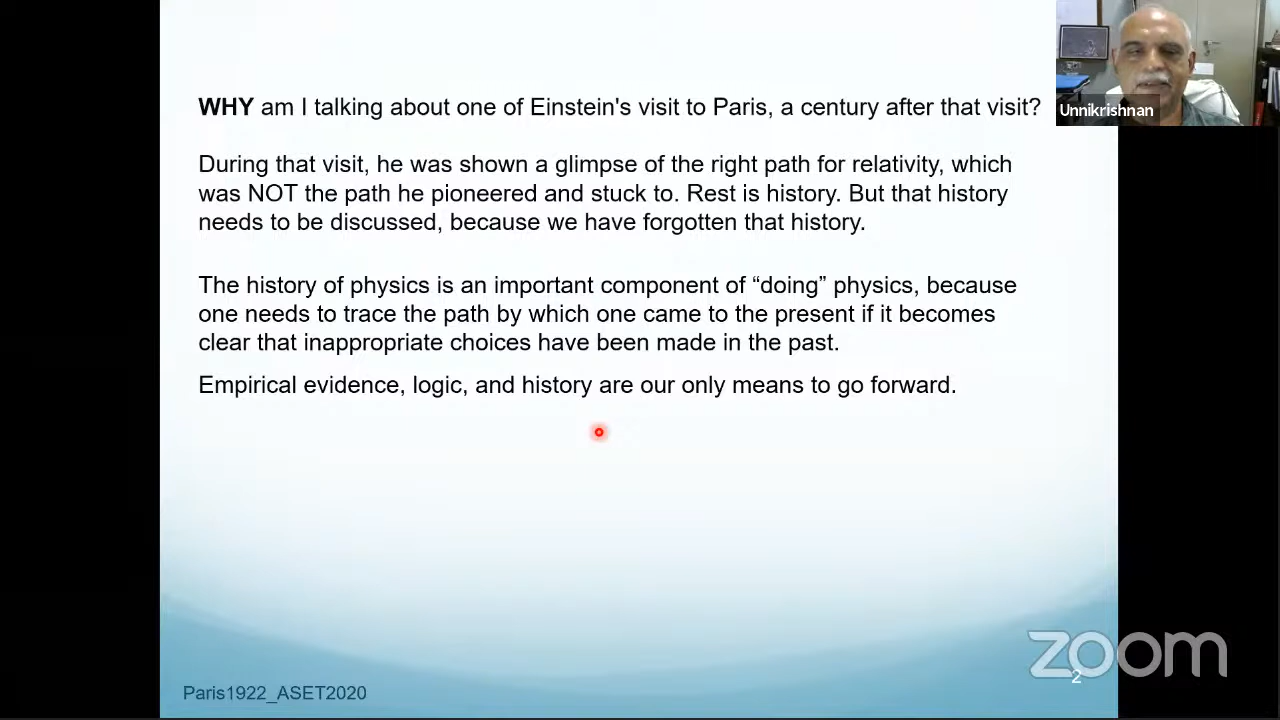 WHY am I talking about one of Einstein's visit to Paris, a century after that visit?
Unnikrishnan
During that visit, he was shown a glimpse of the right path for relativity, which
was NOT the path he pioneered and stuck to. Rest is history. But that history
needs to be discussed, because we have forgotten that history.
The history of physics is an important component of “doing” physics, because
one needs to trace the path by which one came to the present if it becomes
clear that inappropriate choices have been made in the past.
Empirical evidence, logic, and history are our only means to go forward.
zoom
2
Paris1922_ASET2020